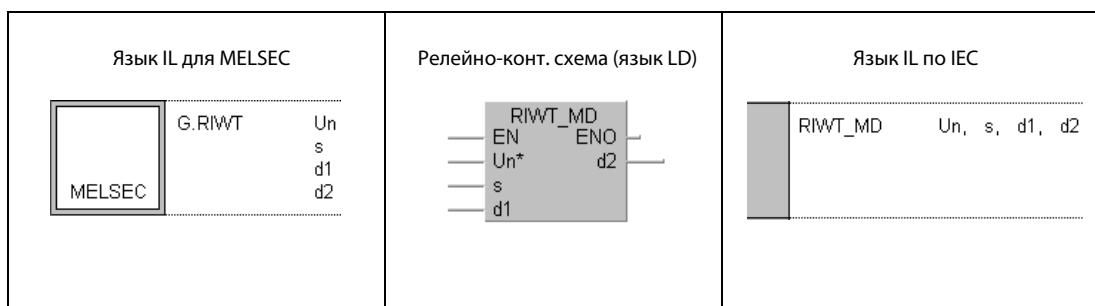 Язык IL для MELSEC
Релейно-конт. схема (язык LD)
Язык IL по IEC
MELSEC
G.RIWT Un
s
d1
d2
RIWT_MD
EN ENO
Un* d2
s
d1
RIWT_MD Un, s, d1, d2